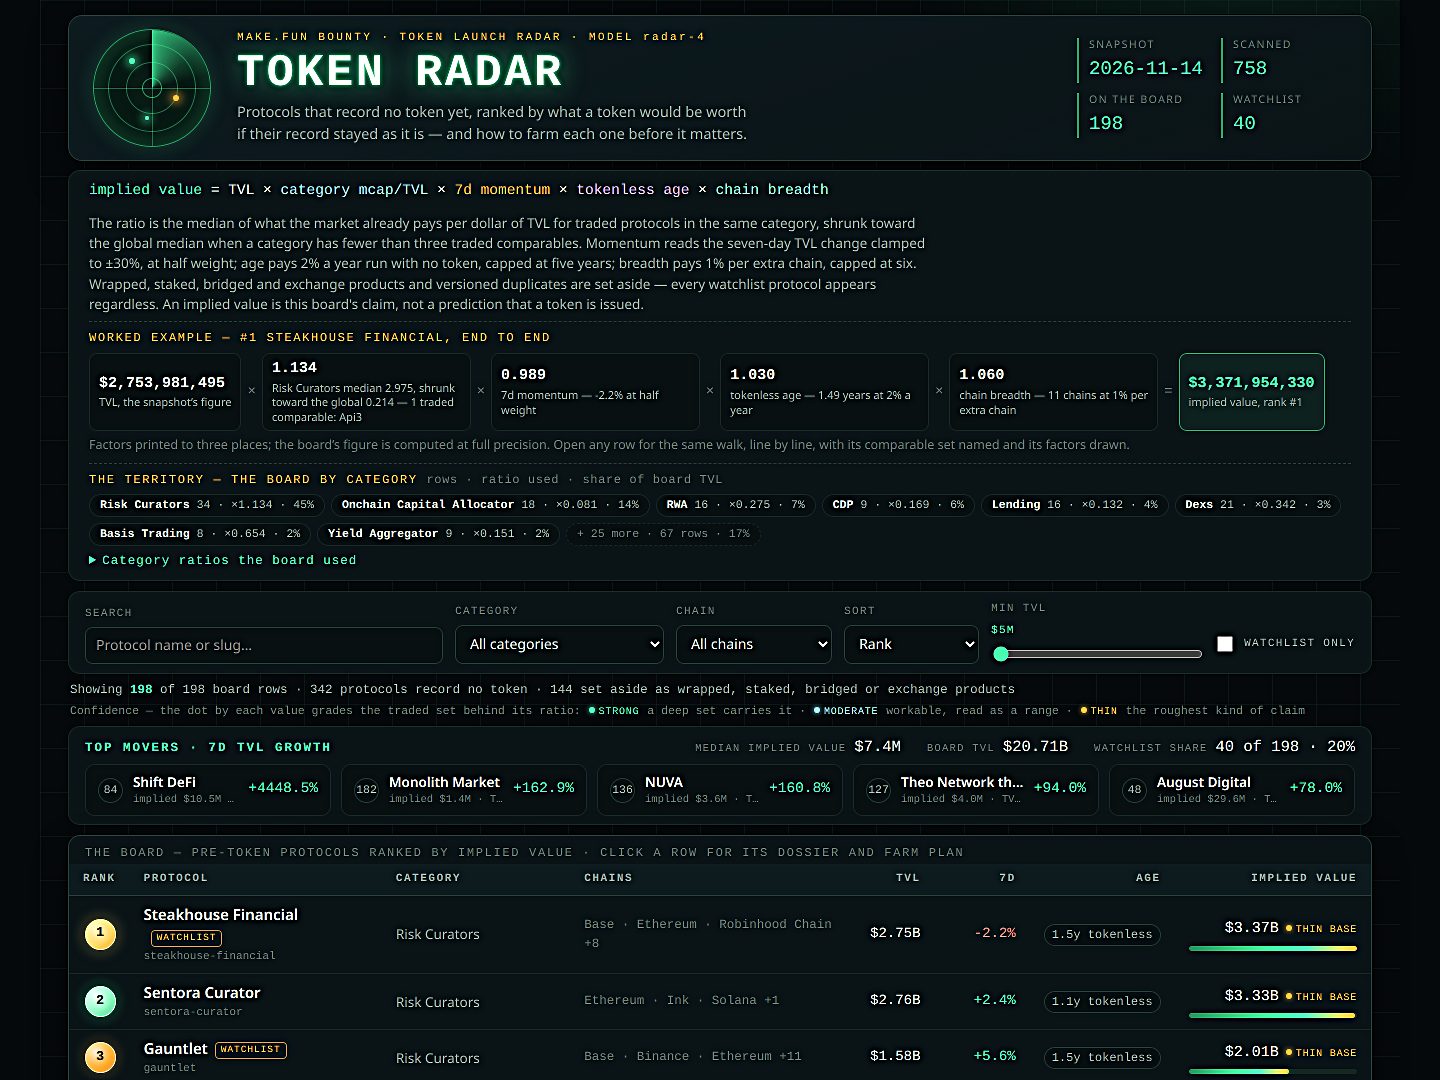 MAKE.FUN BOUNTY · TOKEN LAUNCH RADAR · MODEL radar-4
TOKEN RADAR
Protocols that record no token yet, ranked by what a token would be worth
if their record stayed as it is — and how to farm each one before it matters.
SNAPSHOT
2026-11-14
SCANNED
758
ON THE BOARD
198
WATCHLIST
40
implied value = TVL × category mcap/TVL × 7d momentum × tokenless age × chain breadth
The ratio is the median of what the market already pays per dollar of TVL for traded protocols in the same category, shrunk toward
the global median when a category has fewer than three traded comparables. Momentum reads the seven-day TVL change clamped
to ±30%, at half weight; age pays 2% a year run with no token, capped at five years; breadth pays 1% per extra chain, capped at six.
Wrapped, staked, bridged and exchange products and versioned duplicates are set aside — every watchlist protocol appears
regardless. An implied value is this board's claim, not a prediction that a token is issued.
WORKED EXAMPLE — #1 STEAKHOUSE FINANCIAL, END TO END
$2,753,981,495
TVL, the snapshot's figure
×
1.134
Risk Curators median 2.975, shrunk
toward the global 0.214 — 1 traded
comparable: Api3
×
0.989
7d momentum — -2.2% at half
weight
×
1.030
tokenless age — 1.49 years at 2% a
year
×
1.060
chain breadth — 11 chains at 1% per
extra chain
=
$3,371,954,330
implied value, rank #1
Factors printed to three places; the board's figure is computed at full precision. Open any row for the same walk, line by line, with its comparable set named and its factors drawn.
THE TERRITORY — THE BOARD BY CATEGORY rows · ratio used · share of board TVL
Risk Curators 34 · ×1.134 · 45%
Onchain Capital Allocator 18 · ×0.081 · 14%
RWA 16 · ×0.275 · 7%
CDP 9 · ×0.169 · 6%
Lending 16 · ×0.132 · 4%
Dexs 21 · ×0.342 · 3%
Basis Trading 8 · ×0.654 · 2%
Yield Aggregator 9 · ×0.151 · 2%
+ 25 more · 67 rows · 17%
▶ Category ratios the board used
SEARCH
Protocol name or slug…
CATEGORY
All categories
CHAIN
All chains
SORT
Rank
MIN TVL
$5M
WATCHLIST ONLY
Showing 198 of 198 board rows · 342 protocols record no token · 144 set aside as wrapped, staked, bridged or exchange products
Confidence — the dot by each value grades the traded set behind its ratio: STRONG a deep set carries it · MODERATE workable, read as a range · THIN the roughest kind of claim
TOP MOVERS · 7D TVL GROWTH
MEDIAN IMPLIED VALUE $7.4M
BOARD TVL $20.71B
WATCHLIST SHARE 40 of 198 · 20%
84
Shift DeFi
implied $10.5M …
+4448.5%
182
Monolith Market
implied $1.4M · T…
+162.9%
136
NUVA
implied $3.6M · T…
+160.8%
127
Theo Network th…
implied $4.0M · TV…
+94.0%
48
August Digital
implied $29.6M · T…
+78.0%
THE BOARD — PRE-TOKEN PROTOCOLS RANKED BY IMPLIED VALUE · CLICK A ROW FOR ITS DOSSIER AND FARM PLAN
RANK PROTOCOL CATEGORY CHAINS TVL 7D AGE IMPLIED VALUE
1
Steakhouse Financial
WATCHLIST
steakhouse-financial
Risk Curators
Base · Ethereum · Robinhood Chain
+8
$2.75B
-2.2%
1.5y tokenless
$3.37B THIN BASE
2
Sentora Curator
sentora-curator
Risk Curators
Ethereum · Ink · Solana +1
$2.76B
+2.4%
1.1y tokenless
$3.33B THIN BASE
3
Gauntlet WATCHLIST
gauntlet
Risk Curators
Base · Binance · Ethereum +11
$1.58B
+5.6%
1.5y tokenless
$2.01B THIN BASE